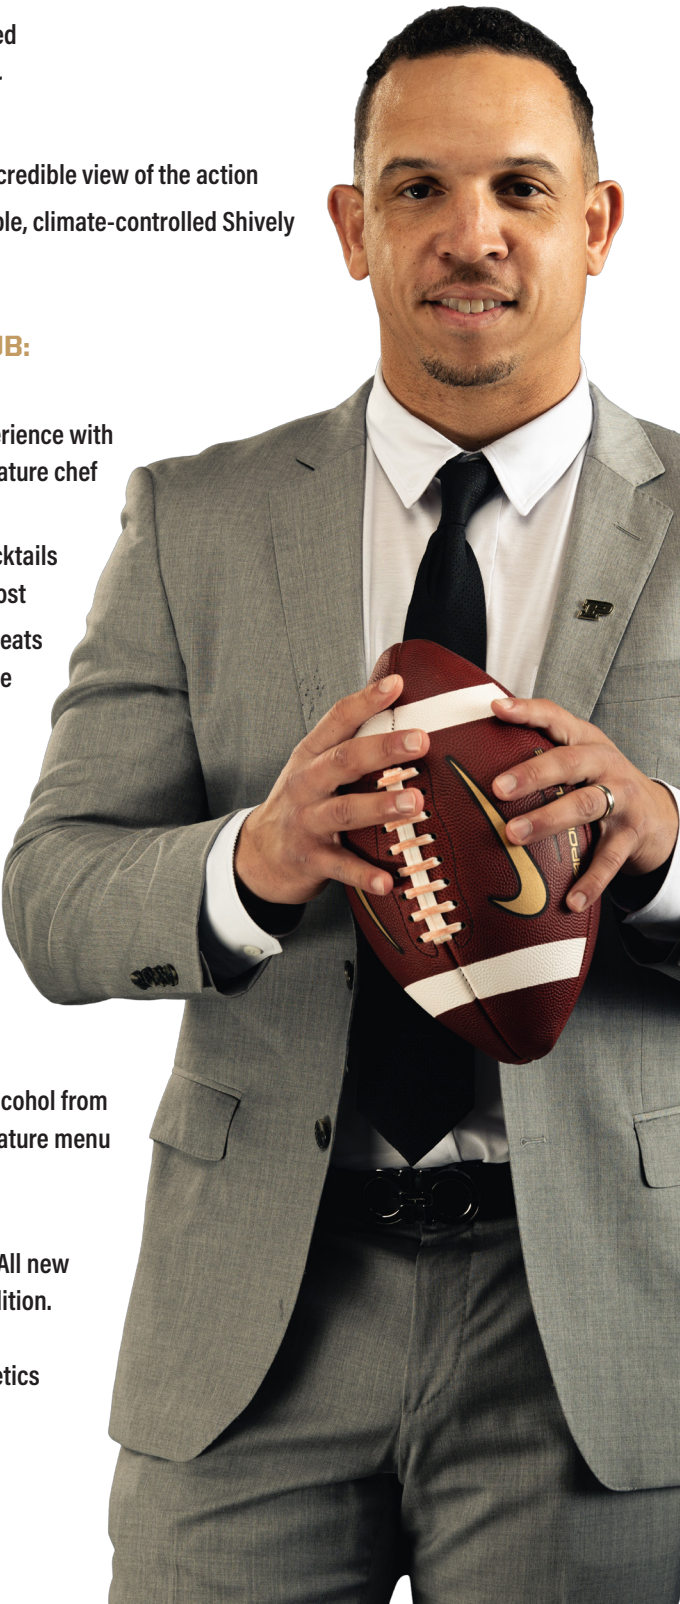 ed
.
credible view of the action
ble, climate-controlled Shively
UB:
erience with
ature chef
cktails
ost
eats
e
P
cohol from
ature menu
All new
lition.
etics